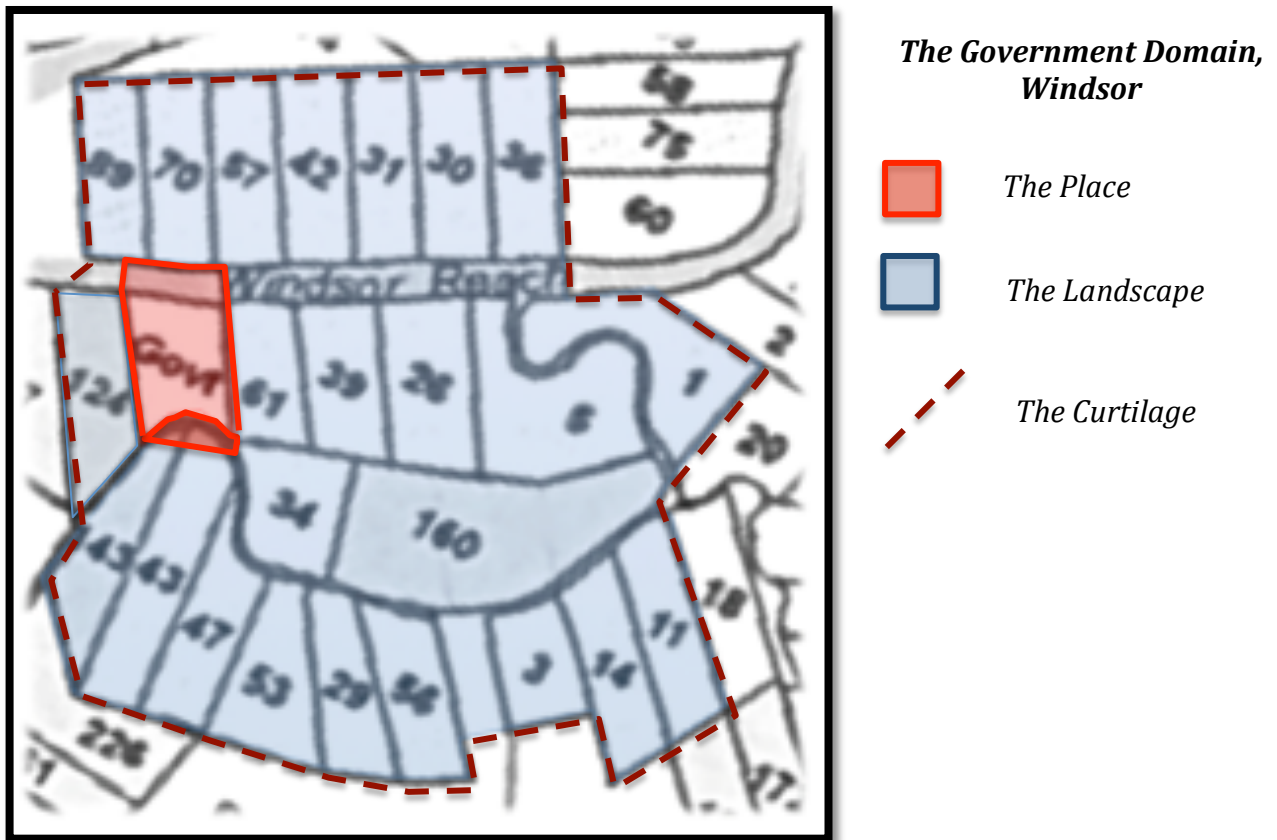 The Government Domain,
Windsor
The Place
The Landscape
The Curtilage
58
75
60
70 57 42 31 30 36
Windsor Reach
2
Govt
124 61 39 26 6 1
20
34 160
143 43 18
47 11
53 29 56 3 14
226
17